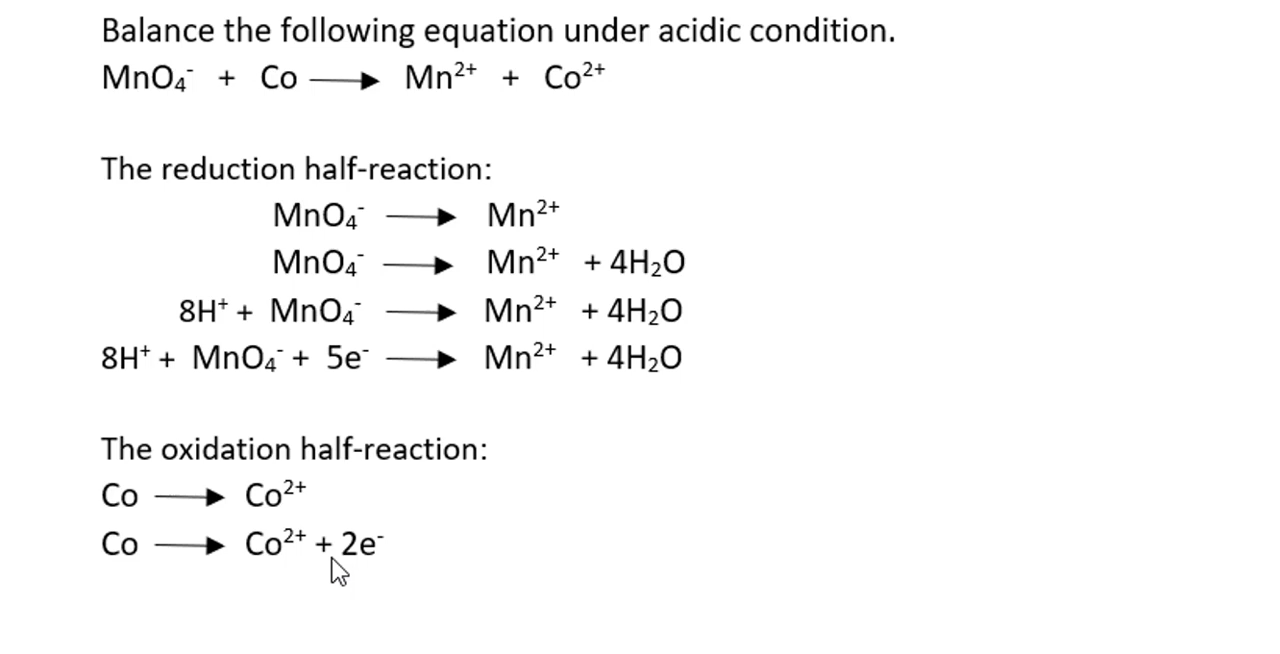 Balance the following equation under acidic condition.
MnO₄⁻ + Co ⟶ Mn²⁺ + Co²⁺
The reduction half-reaction:
MnO₄⁻ ⟶ Mn²⁺
MnO₄⁻ ⟶ Mn²⁺ + 4H₂O
8H⁺ + MnO₄⁻ ⟶ Mn²⁺ + 4H₂O
8H⁺ + MnO₄⁻ + 5e⁻ ⟶ Mn²⁺ + 4H₂O
The oxidation half-reaction:
Co ⟶ Co²⁺
Co ⟶ Co²⁺ + 2e⁻